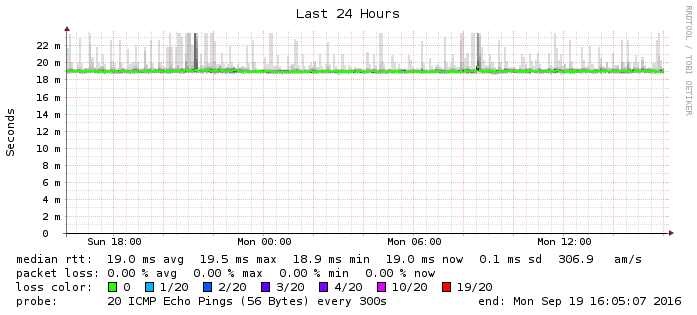 Last 24 Hours
RRDTOOL / TOBI OETIKER
Seconds
22 m
20 m
18 m
16 m
14 m
12 m
10 m
8 m
6 m
4 m
2 m
0
Sun 18:00 Mon 00:00 Mon 06:00 Mon 12:00
median rtt: 19.0 ms avg 19.5 ms max 18.9 ms min 19.0 ms now 0.1 ms sd 306.9 am/s
packet loss: 0.00 % avg 0.00 % max 0.00 % min 0.00 % now
loss color: 0 1/20 2/20 3/20 4/20 10/20 19/20
probe: 20 ICMP Echo Pings (56 Bytes) every 300s end: Mon Sep 19 16:05:07 2016